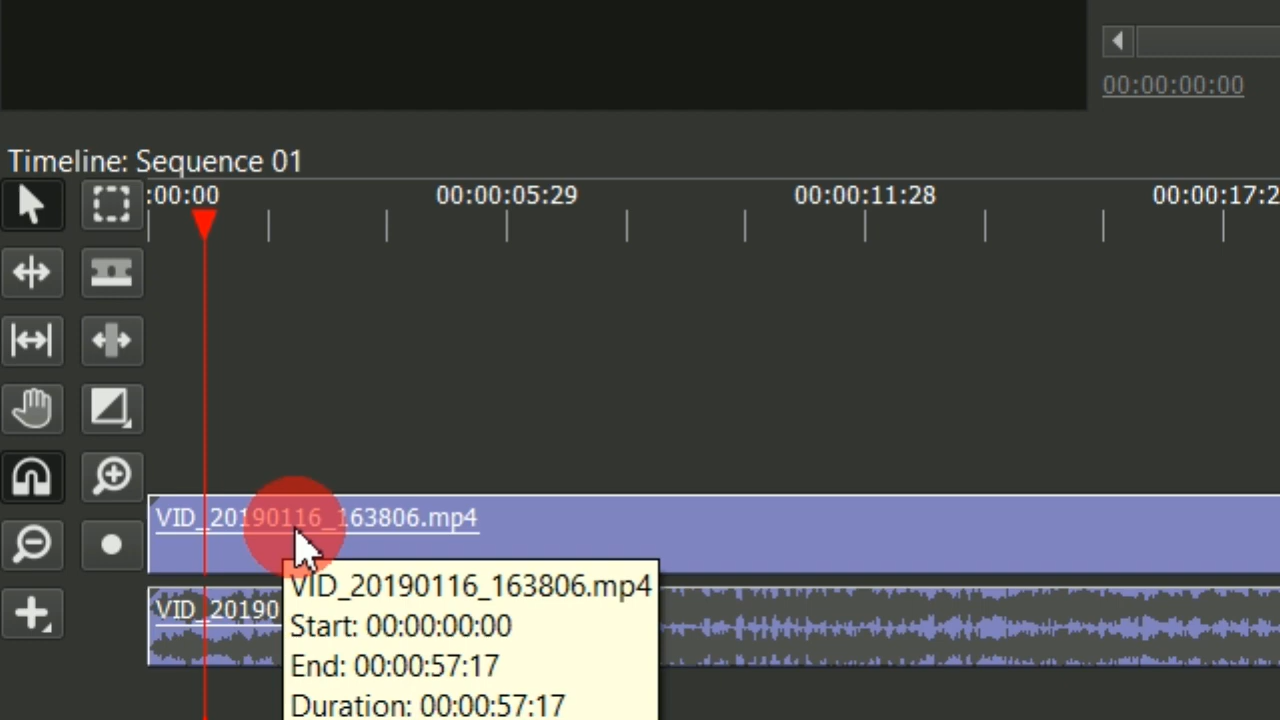 00:00:00:00
Timeline: Sequence 01
:00:00 00:00:05:29 00:00:11:28 00:00:17:2
VID_20190116_163806.mp4
VID_20190116_163806.mp4
VID_20190
Start: 00:00:00:00
End: 00:00:57:17
Duration: 00:00:57:17